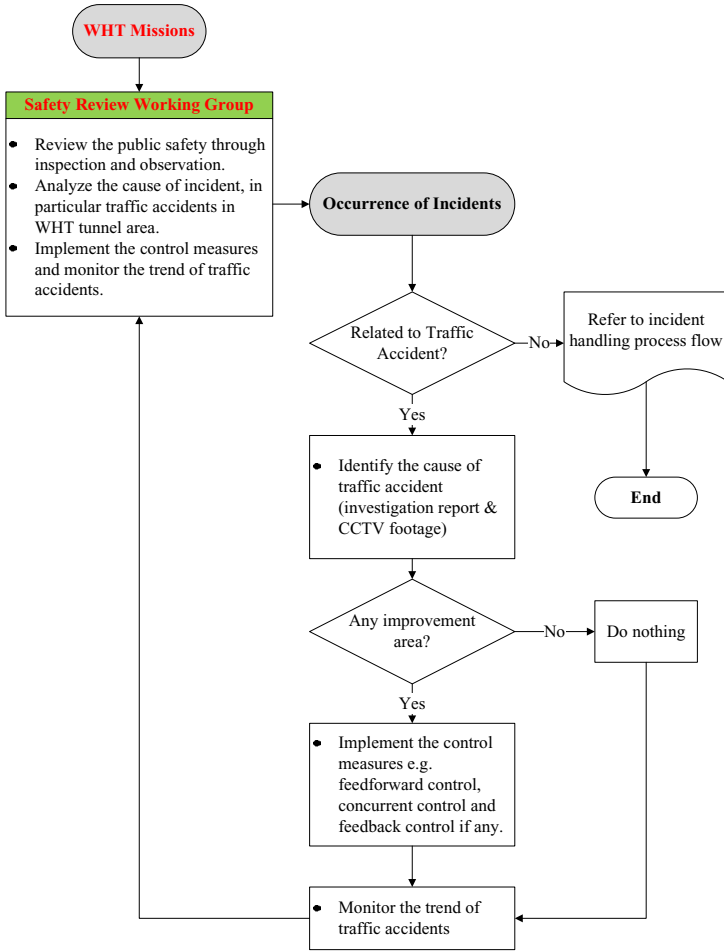 WHT Missions
Safety Review Working Group
Review the public safety through
inspection and observation.
Analyze the cause of incident, in
particular traffic accidents in
WHT tunnel area.
Implement the control measures
and monitor the trend of traffic
accidents.
Occurrence of Incidents
Related to Traffic
Accident?
No
Refer to incident
handling process flow
Yes
End
Identify the cause of
traffic accident
(investigation report &
CCTV footage)
Any improvement
area?
No
Do nothing
Yes
Implement the control
measures e.g.
feedforward control,
concurrent control and
feedback control if any.
Monitor the trend of
traffic accidents